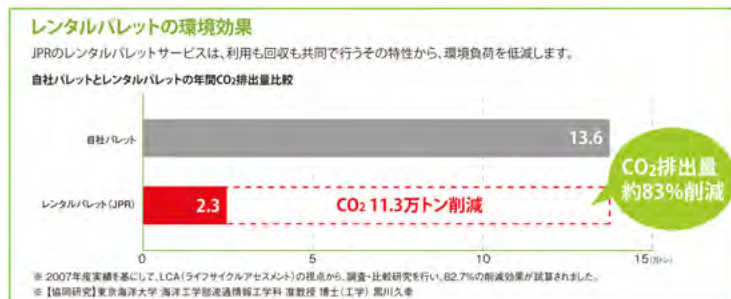 レンタルパレットの環境効果
JPRのレンタルパレットサービスは、利用も回収も共同で行うその特性から、環境負荷を低減します。
自社パレットとレンタルパレットの年間CO₂排出量比較
自社パレット
13.6
CO₂排出量
約83%削減
レンタルパレット(JPR)
2.3
CO₂ 11.3万トン削減
0
5
10
15(万トン)
※ 2007年度実績を基にして、LCA(ライフサイクルアセスメント)の視点から、調査・比較研究を行い、82.7%の削減効果が試算されました。
※【協同研究】東京海洋大学 海洋工学部流通情報工学科 准教授 博士(工学) 黒川久幸